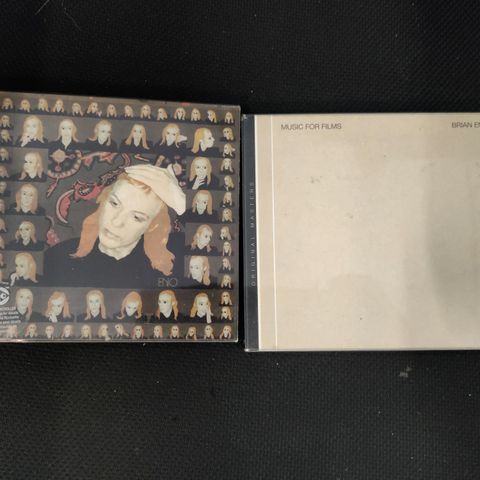 ENO
MUSIC FOR FILMS
BRIAN EN
ORIGINAL MASTERS